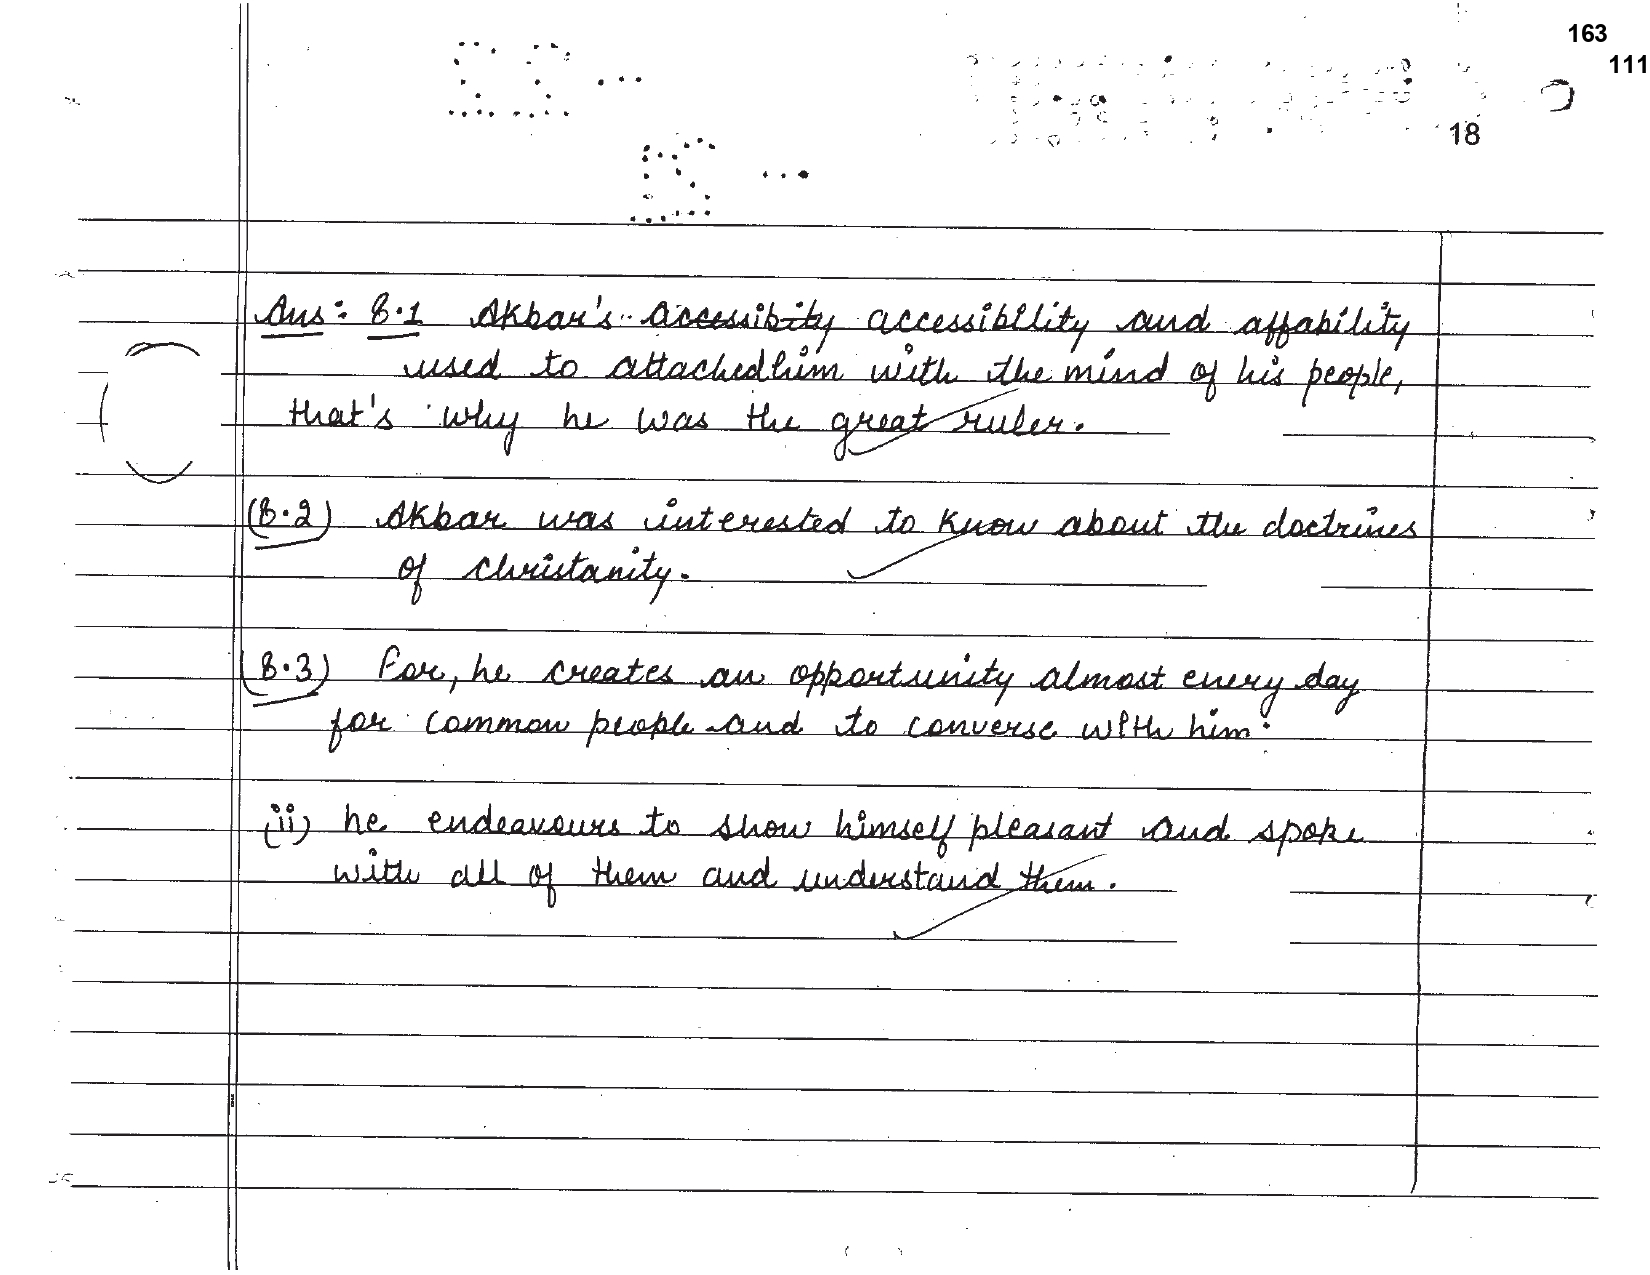 163
111
18
Ans: 8.1 Akbar's accessibity accessibility and affability
used to attachedhim with the mind of his people,
that's why he was the great ruler.
(8.2) Akbar was interested to know about the doctrines
of christanity.
(8.3) For, he creates an opportunity almost every day
for common people and to converse with him.
(ii) he endeavours to show himself pleasant and spoke
with all of them and understand them.